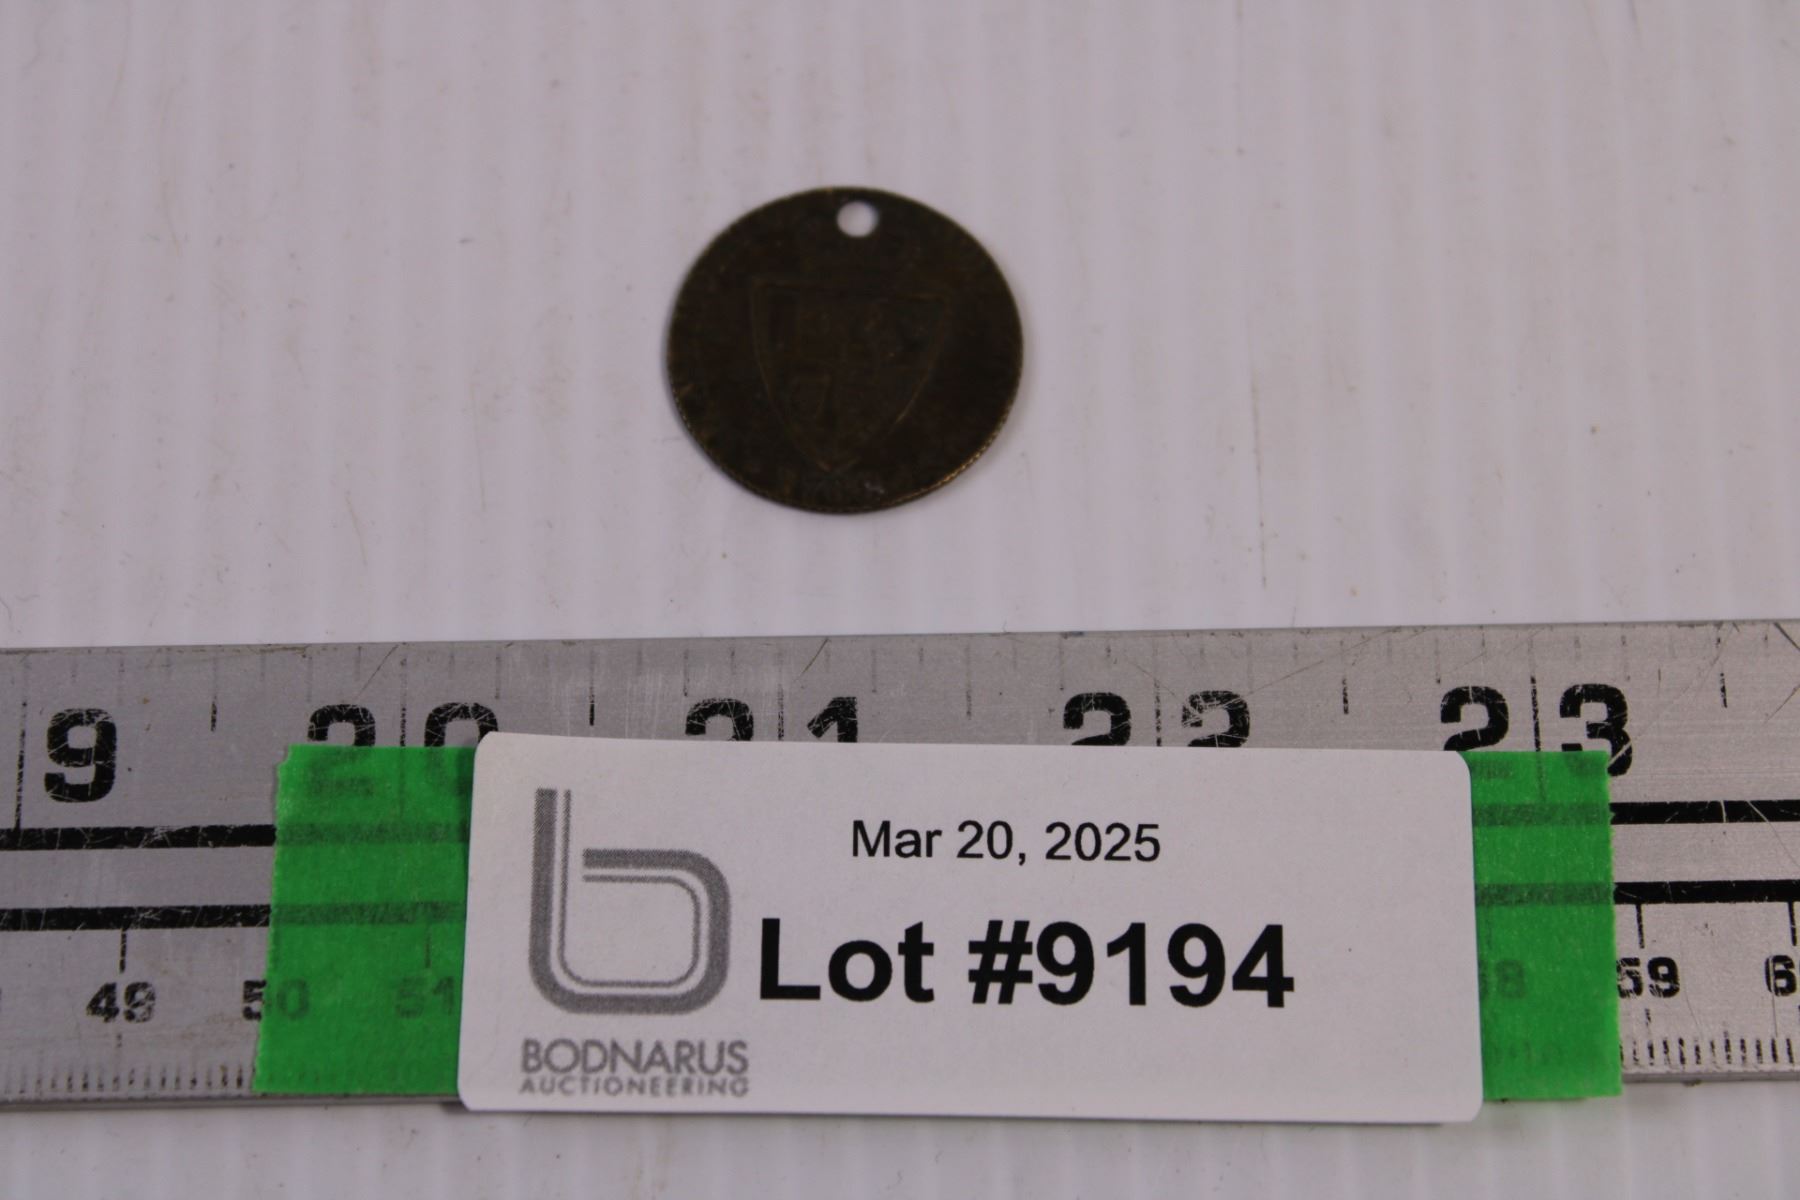 9 20 21 22 23
Mar 20, 2025
Lot #9194
BODNARUS
AUCTIONEERING
49 50 51 59